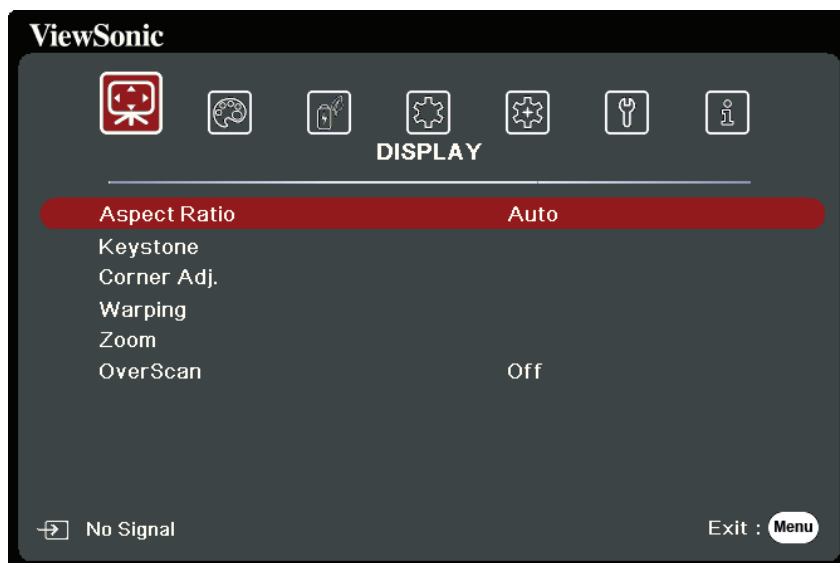 ViewSonic
DISPLAY
Aspect Ratio Auto
Keystone
Corner Adj.
Warping
Zoom
OverScan Off
No Signal Exit : Menu